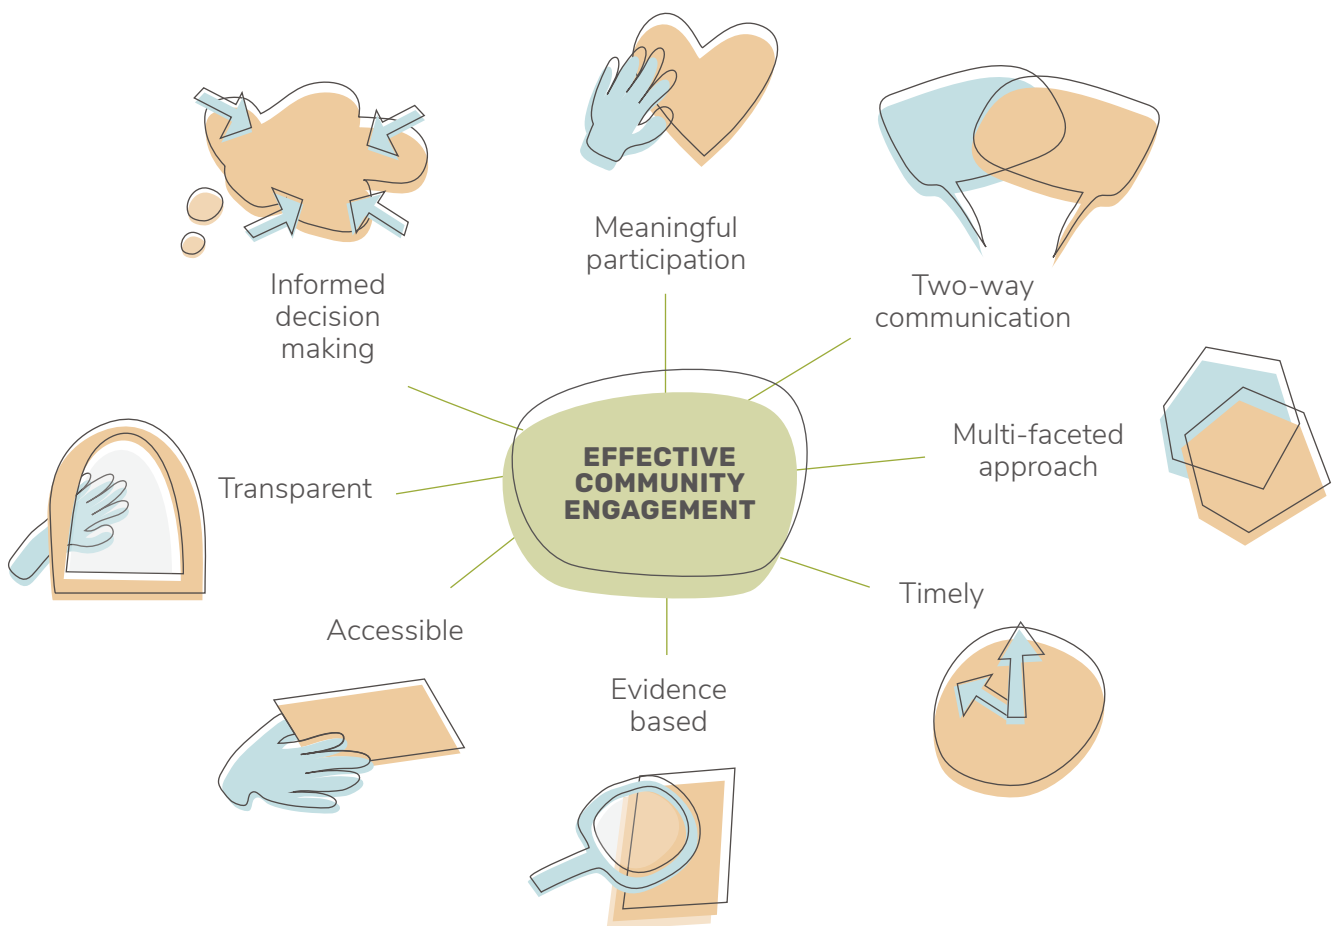 Meaningful
participation
Two-way
communication
Informed
decision
making
Multi-faceted
approach
EFFECTIVE
COMMUNITY
ENGAGEMENT
Transparent
Timely
Accessible
Evidence
based